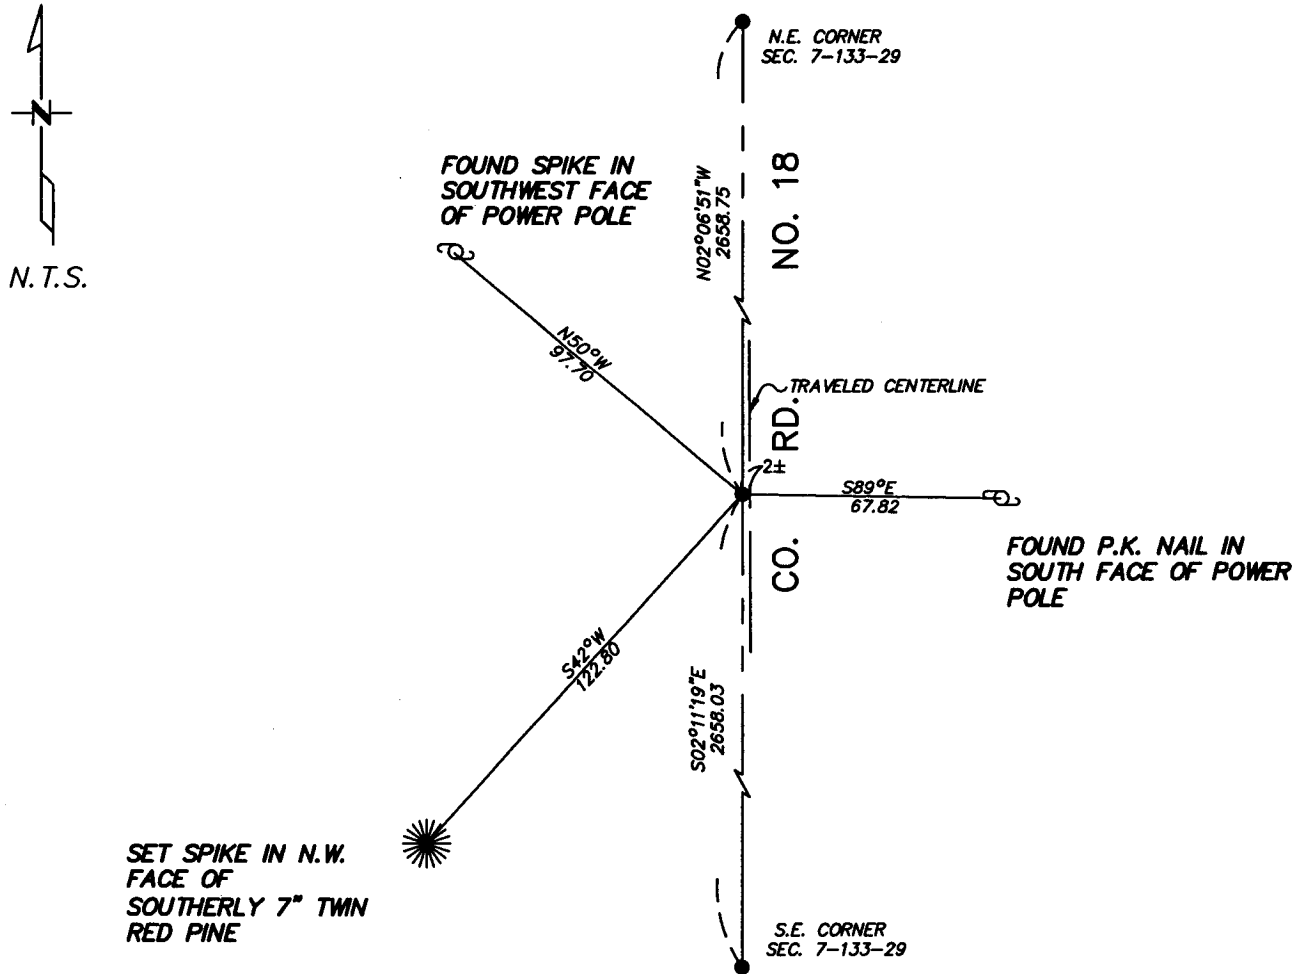 N.E. CORNER
SEC. 7-133-29
N
N.T.S.
FOUND SPIKE IN
SOUTHWEST FACE
OF POWER POLE
N02°06'51"W
2658.75
CO. RD. NO. 18
N50°W
97.70
TRAVELED CENTERLINE
2±
S89°E
67.82
FOUND P.K. NAIL IN
SOUTH FACE OF POWER
POLE
S42°W
122.80
S02°11'19"E
2658.03
SET SPIKE IN N.W.
FACE OF
SOUTHERLY 7" TWIN
RED PINE
S.E. CORNER
SEC. 7-133-29